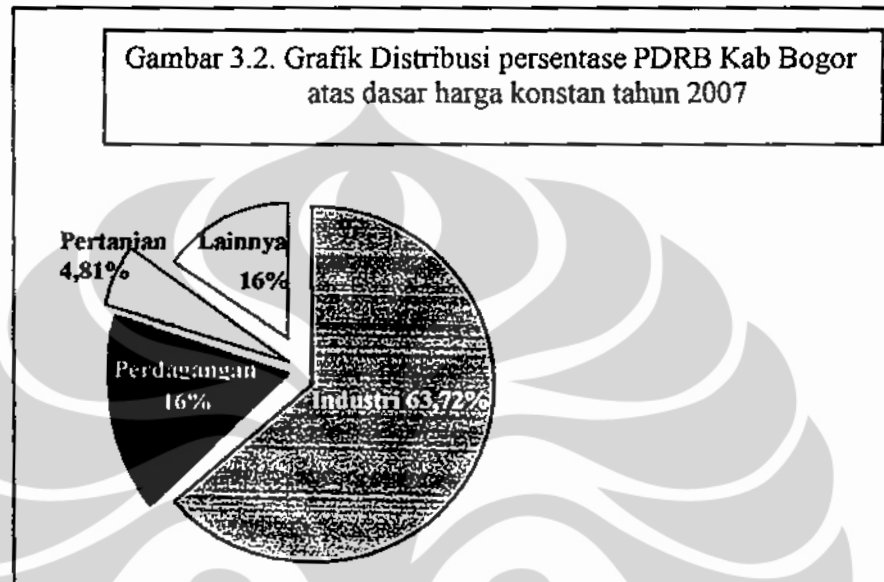 Gambar 3.2. Grafik Distribusi persentase PDRB Kab Bogor
atas dasar harga konstan tahun 2007
Pertanian
4,81%
Lainnya
16%
Perdagangan
16%
Industri 63,72%